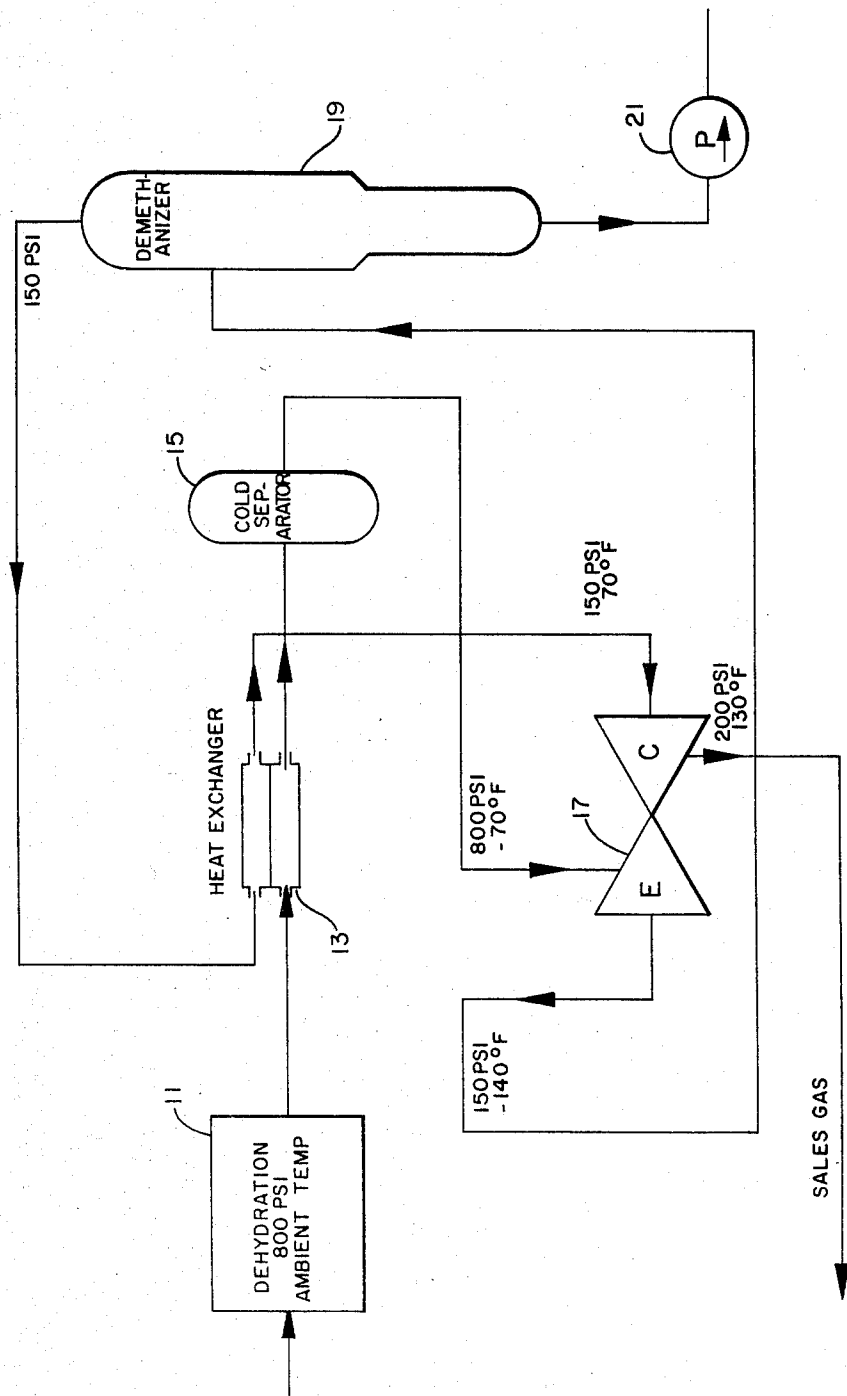 DEHYDRATION
800 PSI
AMBIENT TEMP
11
HEAT EXCHANGER
13
COLD
SEP-
ARATOR
15
DEMETH-
ANIZER
19
150 PSI
P
21
150 PSI
70°F
800 PSI
-70°F
17
E
C
200 PSI
130°F
150 PSI
-140°F
SALES GAS